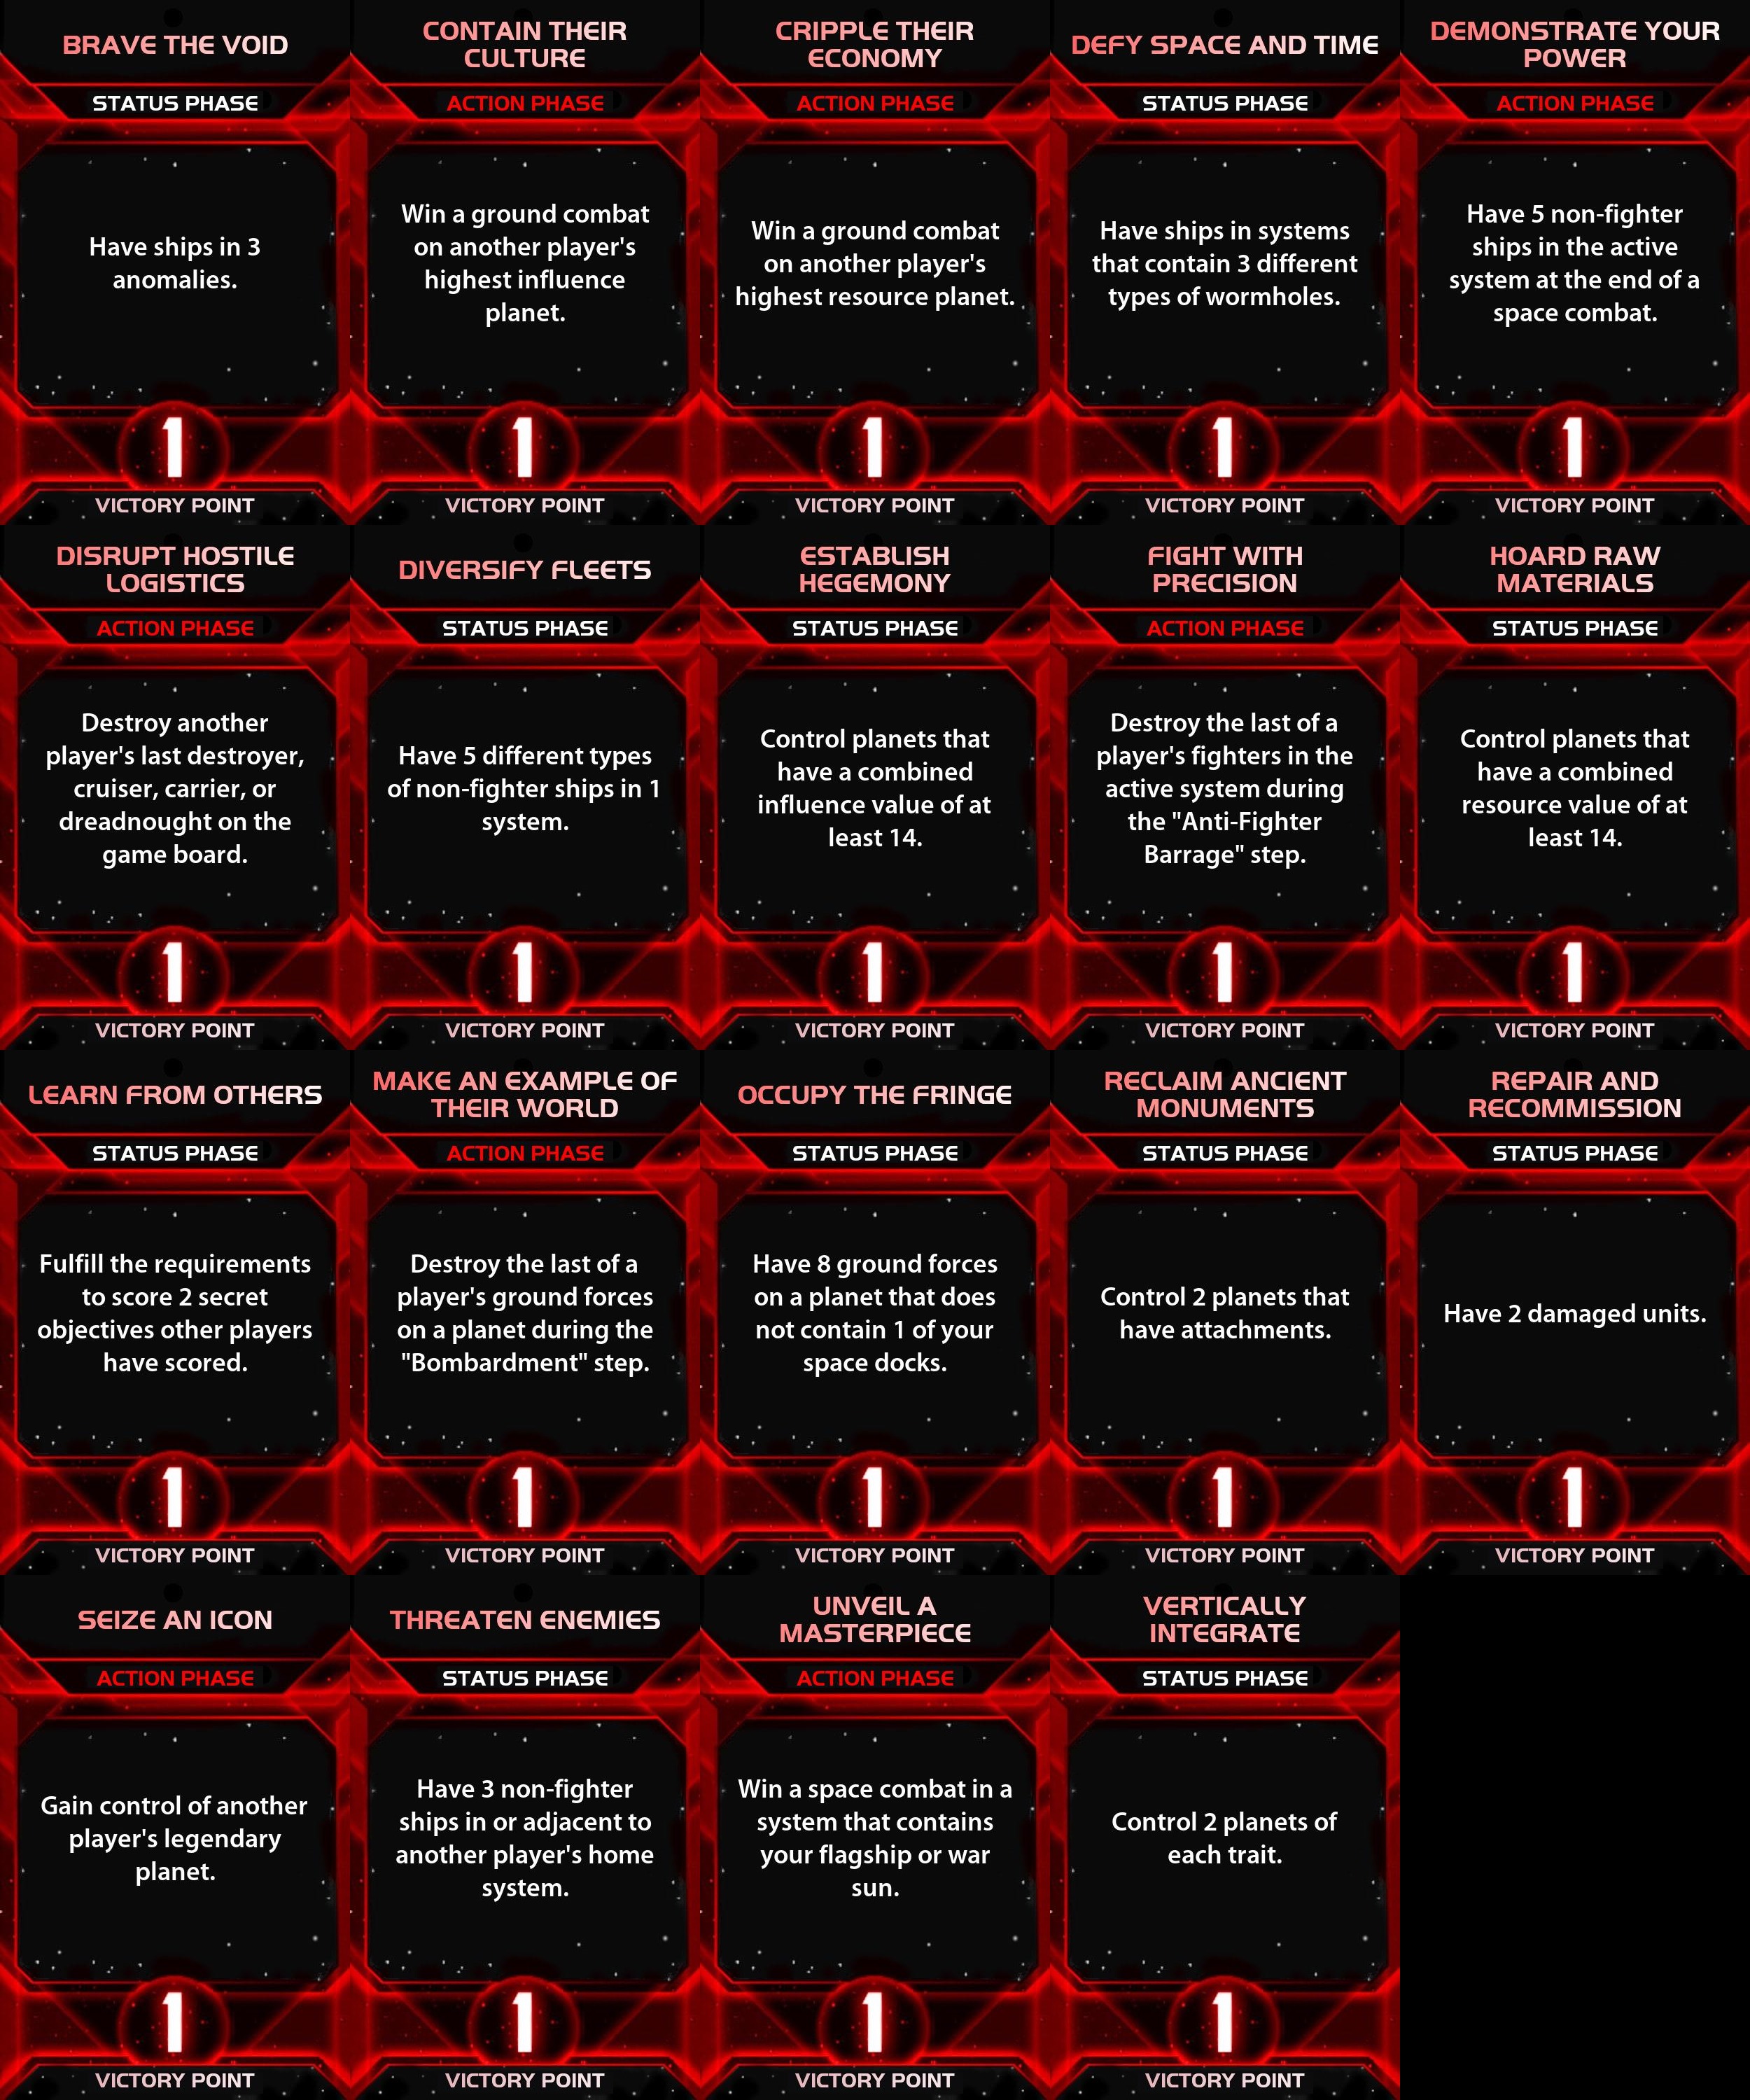 BRAVE THE VOID
STATUS PHASE
Have ships in 3
anomalies.
1
VICTORY POINT
CONTAIN THEIR
CULTURE
ACTION PHASE
Win a ground combat
on another player's
highest influence
planet.
1
VICTORY POINT
CRIPPLE THEIR
ECONOMY
ACTION PHASE
Win a ground combat
on another player's
highest resource planet.
1
VICTORY POINT
DEFY SPACE AND TIME
STATUS PHASE
Have ships in systems
that contain 3 different
types of wormholes.
1
VICTORY POINT
DEMONSTRATE YOUR
POWER
ACTION PHASE
Have 5 non-fighter
ships in the active
system at the end of a
space combat.
1
VICTORY POINT
DISRUPT HOSTILE
LOGISTICS
ACTION PHASE
Destroy another
player's last destroyer,
cruiser, carrier, or
dreadnought on the
game board.
1
VICTORY POINT
DIVERSIFY FLEETS
STATUS PHASE
Have 5 different types
of non-fighter ships in 1
system.
1
VICTORY POINT
ESTABLISH
HEGEMONY
STATUS PHASE
Control planets that
have a combined
influence value of at
least 14.
1
VICTORY POINT
FIGHT WITH
PRECISION
ACTION PHASE
Destroy the last of a
player's fighters in the
active system during
the "Anti-Fighter
Barrage" step.
1
VICTORY POINT
HOARD RAW
MATERIALS
STATUS PHASE
Control planets that
have a combined
resource value of at
least 14.
1
VICTORY POINT
LEARN FROM OTHERS
STATUS PHASE
Fulfill the requirements
to score 2 secret
objectives other players
have scored.
1
VICTORY POINT
MAKE AN EXAMPLE OF
THEIR WORLD
ACTION PHASE
Destroy the last of a
player's ground forces
on a planet during the
"Bombardment" step.
1
VICTORY POINT
OCCUPY THE FRINGE
STATUS PHASE
Have 8 ground forces
on a planet that does
not contain 1 of your
space docks.
1
VICTORY POINT
RECLAIM ANCIENT
MONUMENTS
STATUS PHASE
Control 2 planets that
have attachments.
1
VICTORY POINT
REPAIR AND
RECOMMISSION
STATUS PHASE
Have 2 damaged units.
1
VICTORY POINT
SEIZE AN ICON
ACTION PHASE
Gain control of another
player's legendary
planet.
1
VICTORY POINT
THREATEN ENEMIES
STATUS PHASE
Have 3 non-fighter
ships in or adjacent to
another player's home
system.
1
VICTORY POINT
UNVEIL A
MASTERPIECE
ACTION PHASE
Win a space combat in a
system that contains
your flagship or war
sun.
1
VICTORY POINT
VERTICALLY
INTEGRATE
STATUS PHASE
Control 2 planets of
each trait.
1
VICTORY POINT